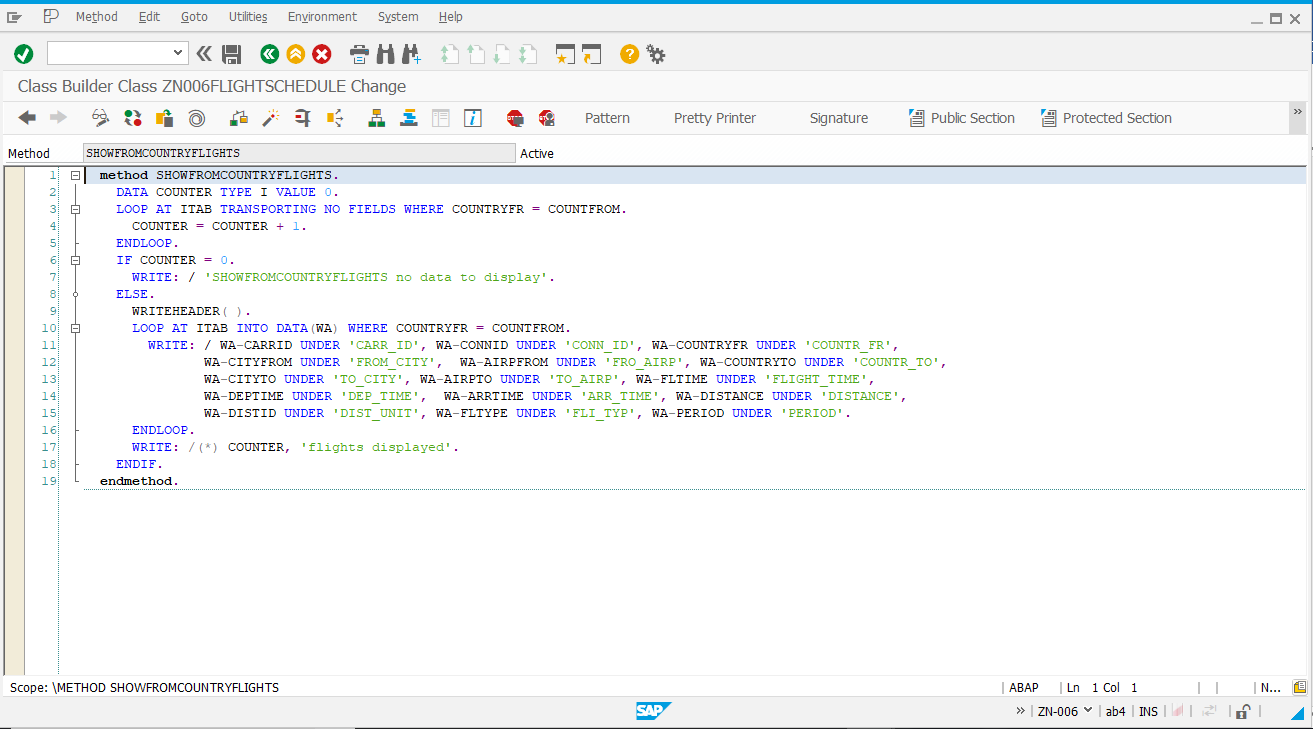 Method Edit Goto Utilities Environment System Help
Class Builder Class ZN006FLIGHTSCHEDULE Change
Pattern Pretty Printer Signature Public Section Protected Section »
Method SHOWFROMCOUNTRYFLIGHTS Active
1 method SHOWFROMCOUNTRYFLIGHTS.
2 DATA COUNTER TYPE I VALUE 0.
3 LOOP AT ITAB TRANSPORTING NO FIELDS WHERE COUNTRYFR = COUNTFROM.
4 COUNTER = COUNTER + 1.
5 ENDLOOP.
6 IF COUNTER = 0.
7 WRITE: / 'SHOWFROMCOUNTRYFLIGHTS no data to display'.
8 ELSE.
9 WRITEHEADER( ).
10 LOOP AT ITAB INTO DATA(WA) WHERE COUNTRYFR = COUNTFROM.
11 WRITE: / WA-CARRID UNDER 'CARR_ID', WA-CONNID UNDER 'CONN_ID', WA-COUNTRYFR UNDER 'COUNTR_FR',
12 WA-CITYFROM UNDER 'FROM_CITY', WA-AIRPFROM UNDER 'FRO_AIRP', WA-COUNTRYTO UNDER 'COUNTR_TO',
13 WA-CITYTO UNDER 'TO_CITY', WA-AIRPTO UNDER 'TO_AIRP', WA-FLTIME UNDER 'FLIGHT_TIME',
14 WA-DEPTIME UNDER 'DEP_TIME', WA-ARRTIME UNDER 'ARR_TIME', WA-DISTANCE UNDER 'DISTANCE',
15 WA-DISTID UNDER 'DIST_UNIT', WA-FLTYPE UNDER 'FLI_TYP', WA-PERIOD UNDER 'PERIOD'.
16 ENDLOOP.
17 WRITE: /(*) COUNTER, 'flights displayed'.
18 ENDIF.
19 endmethod.
Scope: \METHOD SHOWFROMCOUNTRYFLIGHTS ABAP Ln 1 Col 1 N...
SAP » ZN-006 ab4 INS